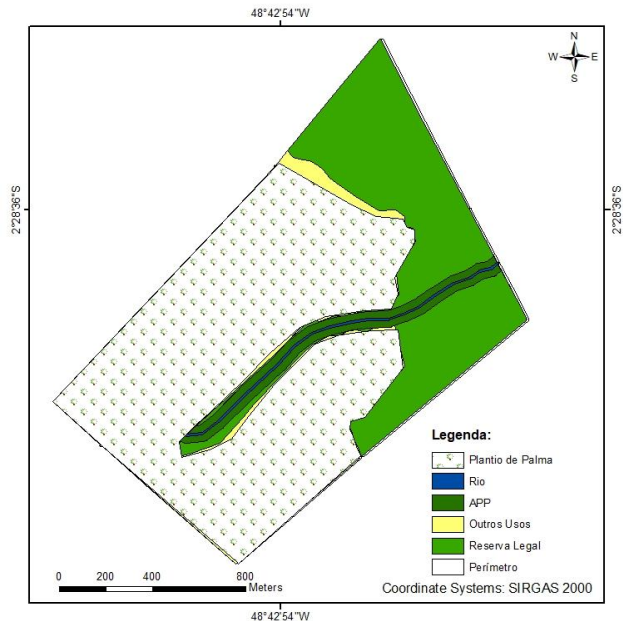 48°42'54"W
N
W E
S
2°28'36"S
2°28'36"S
Legenda:
Plantio de Palma
Rio
APP
Outros Usos
Reserva Legal
Perímetro
0 200 400 800
Meters
Coordinate Systems: SIRGAS 2000
48°42'54"W